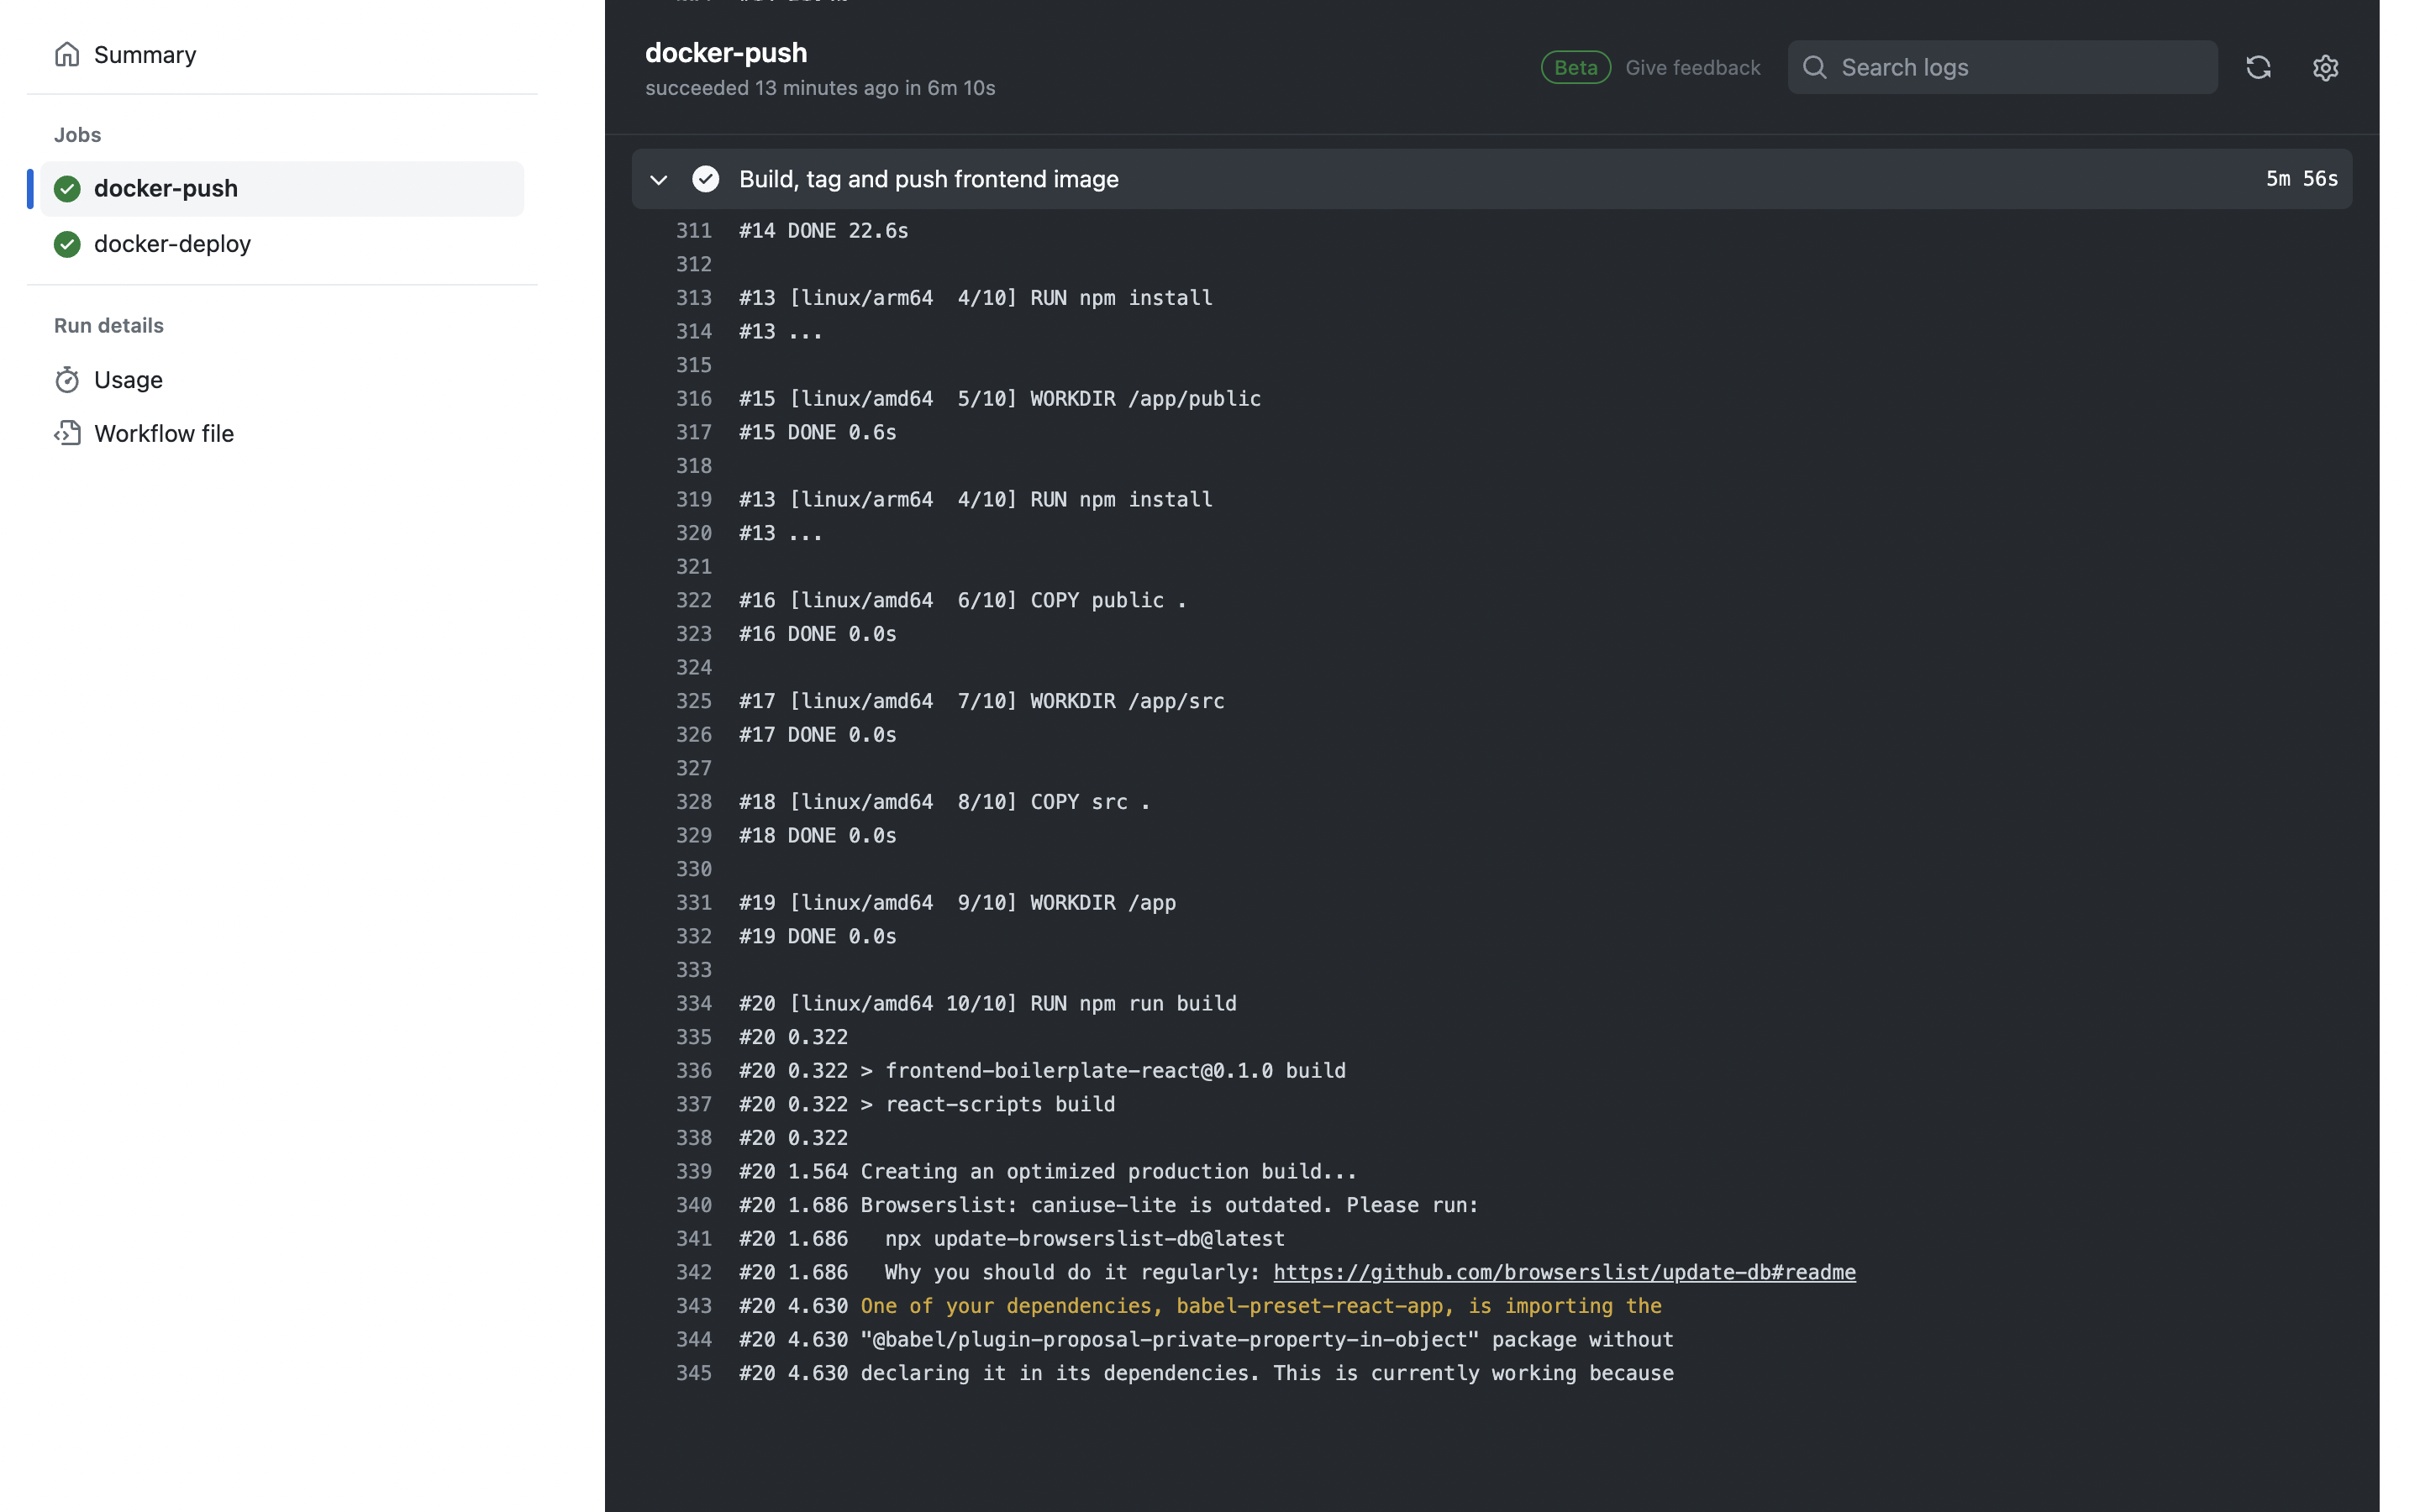 Summary
Jobs
docker-push
docker-deploy
Run details
Usage
Workflow file
docker-push
succeeded 13 minutes ago in 6m 10s
Beta
Give feedback
Search logs
Build, tag and push frontend image
5m 56s
311 #14 DONE 22.6s
312
313 #13 [linux/arm64  4/10] RUN npm install
314 #13 ...
315
316 #15 [linux/amd64  5/10] WORKDIR /app/public
317 #15 DONE 0.6s
318
319 #13 [linux/arm64  4/10] RUN npm install
320 #13 ...
321
322 #16 [linux/amd64  6/10] COPY public .
323 #16 DONE 0.0s
324
325 #17 [linux/amd64  7/10] WORKDIR /app/src
326 #17 DONE 0.0s
327
328 #18 [linux/amd64  8/10] COPY src .
329 #18 DONE 0.0s
330
331 #19 [linux/amd64  9/10] WORKDIR /app
332 #19 DONE 0.0s
333
334 #20 [linux/amd64 10/10] RUN npm run build
335 #20 0.322
336 #20 0.322 > frontend-boilerplate-react@0.1.0 build
337 #20 0.322 > react-scripts build
338 #20 0.322
339 #20 1.564 Creating an optimized production build...
340 #20 1.686 Browserslist: caniuse-lite is outdated. Please run:
341 #20 1.686   npx update-browserslist-db@latest
342 #20 1.686   Why you should do it regularly: https://github.com/browserslist/update-db#readme
343 #20 4.630 One of your dependencies, babel-preset-react-app, is importing the
344 #20 4.630 "@babel/plugin-proposal-private-property-in-object" package without
345 #20 4.630 declaring it in its dependencies. This is currently working because